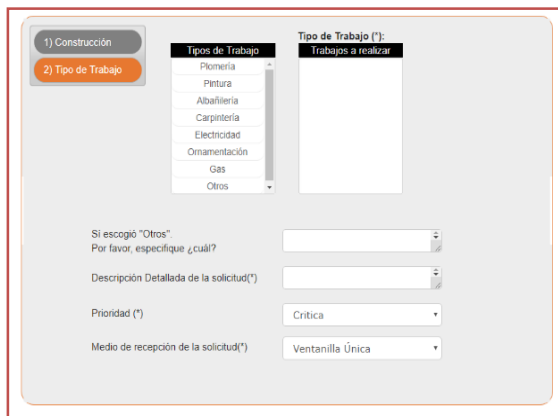 1) Construcción
2) Tipo de Trabajo
Tipo de Trabajo (*):
Tipos de Trabajo
Trabajos a realizar
Plomería
Pintura
Albañilería
Carpintería
Electricidad
Ornamentación
Gas
Otros
Sí escogió "Otros".
Por favor, especifique ¿cuál?
Descripción Detallada de la solicitud(*)
Prioridad (*)
Critica
Medio de recepción de la solicitud(*)
Ventanilla Única